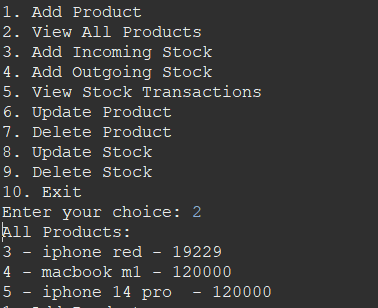 1. Add Product
2. View All Products
3. Add Incoming Stock
4. Add Outgoing Stock
5. View Stock Transactions
6. Update Product
7. Delete Product
8. Update Stock
9. Delete Stock
10. Exit
Enter your choice: 2
All Products:
3 - iphone red - 19229
4 - macbook m1 - 120000
5 - iphone 14 pro  - 120000